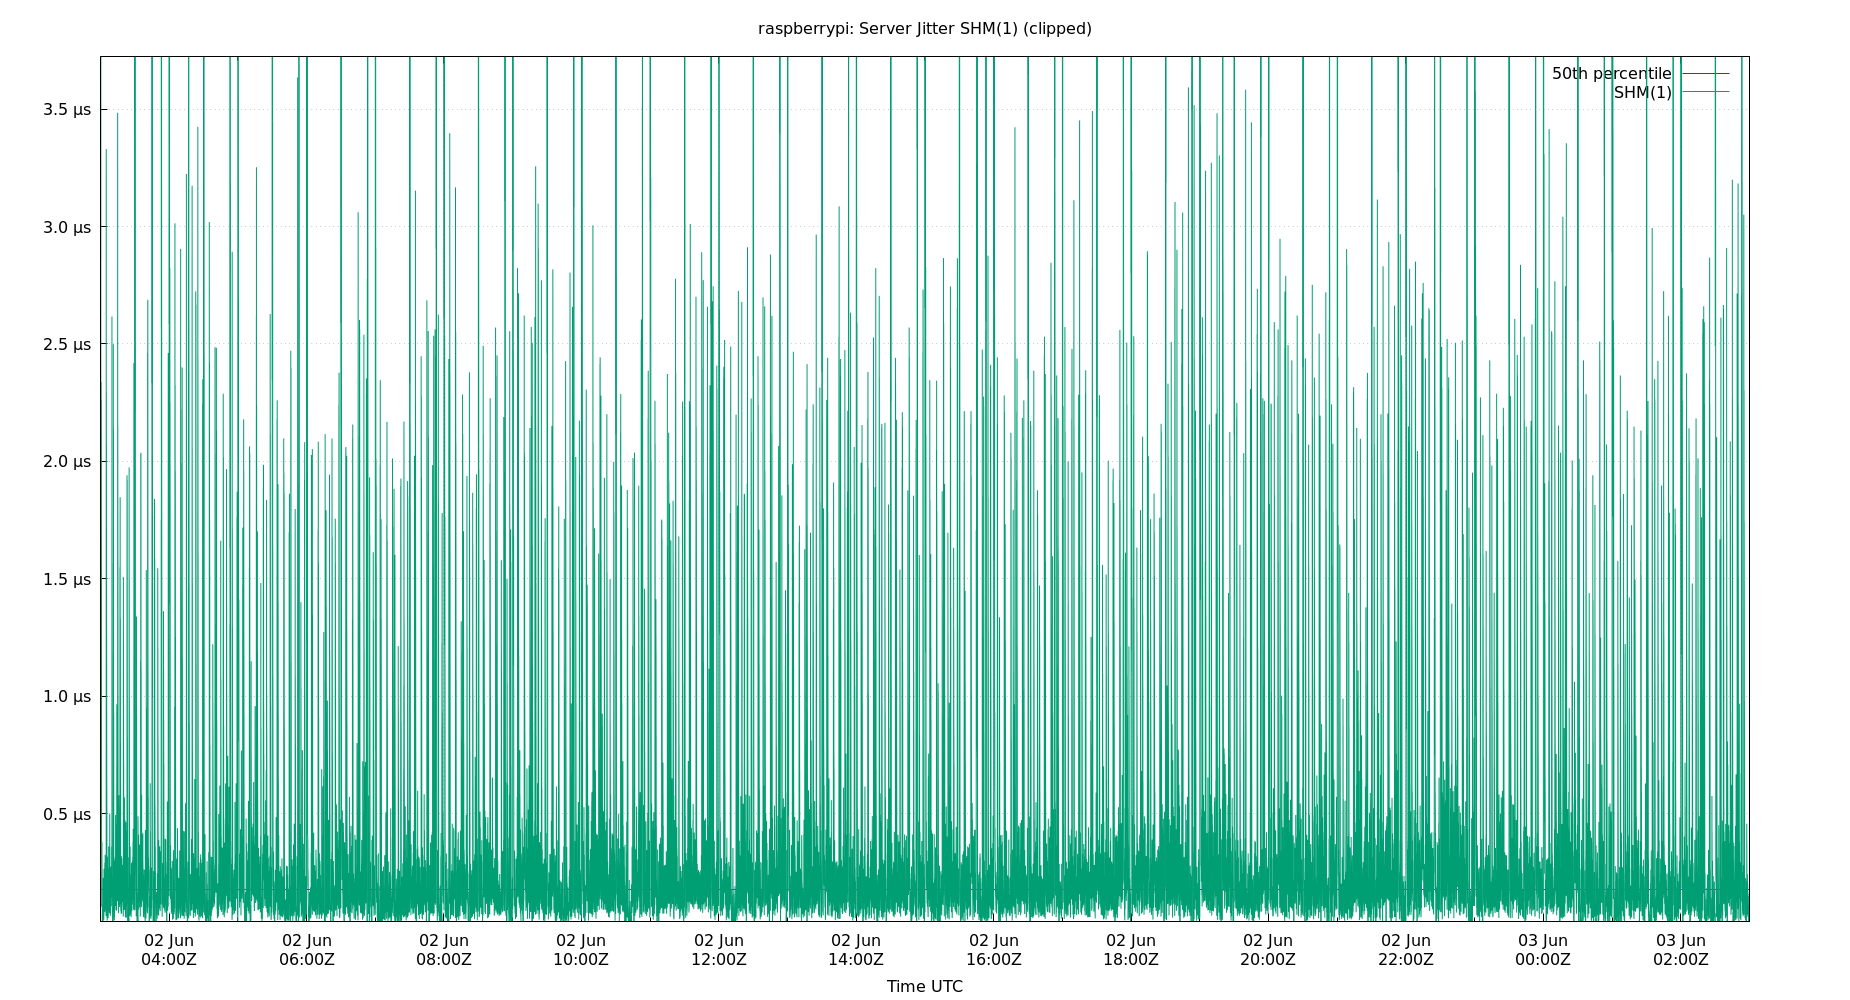 raspberrypi: Server Jitter SHM(1) (clipped)
50th percentile
SHM(1)
3.5 µs
3.0 µs
2.5 µs
2.0 µs
1.5 µs
1.0 µs
0.5 µs
02 Jun 02 Jun 02 Jun 02 Jun 02 Jun 02 Jun 02 Jun 02 Jun 02 Jun 02 Jun 03 Jun 03 Jun
04:00Z 06:00Z 08:00Z 10:00Z 12:00Z 14:00Z 16:00Z 18:00Z 20:00Z 22:00Z 00:00Z 02:00Z
Time UTC